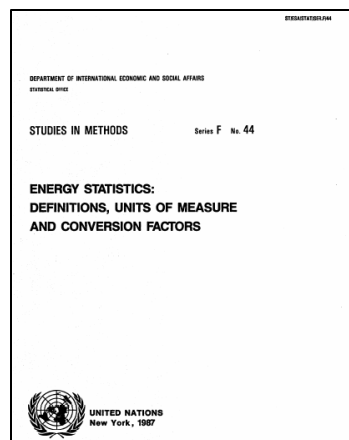 ST/ESA/STAT/SER.F/44
DEPARTMENT OF INTERNATIONAL ECONOMIC AND SOCIAL AFFAIRS
STATISTICAL OFFICE
STUDIES IN METHODS Series F No. 44
ENERGY STATISTICS:
DEFINITIONS, UNITS OF MEASURE
AND CONVERSION FACTORS
UNITED NATIONS
New York, 1987